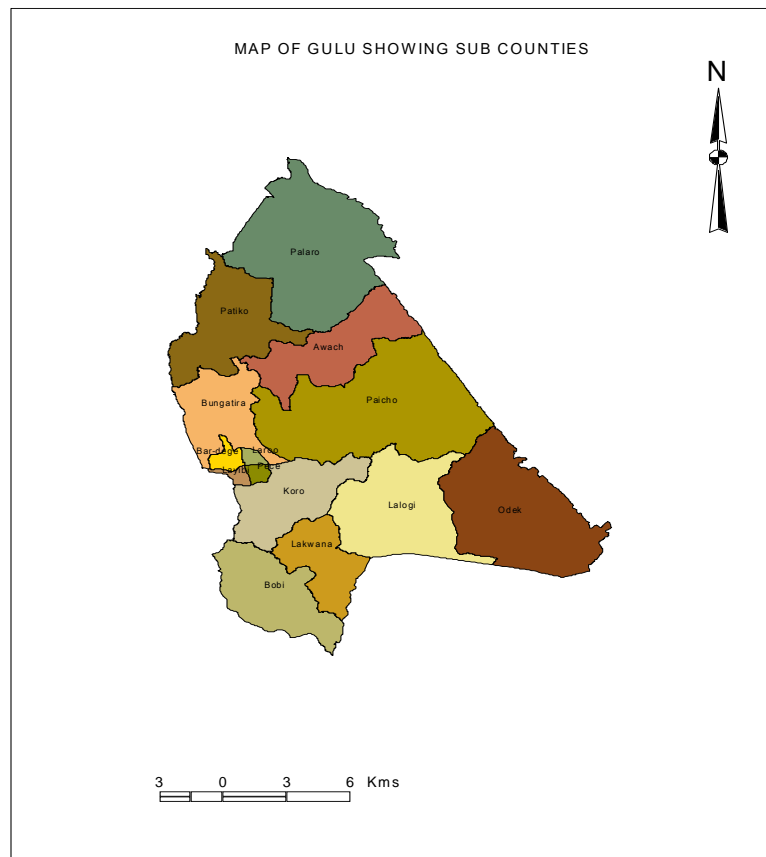 MAP OF GULU SHOWING SUB COUNTIES
N
Palaro
Patiko
Awach
Paicho
Bungatira
Bar-dege
Laroo
Layibi
Pece
Koro
Lalogi
Odek
Lakwana
Bobi
3 0 3 6 Kms